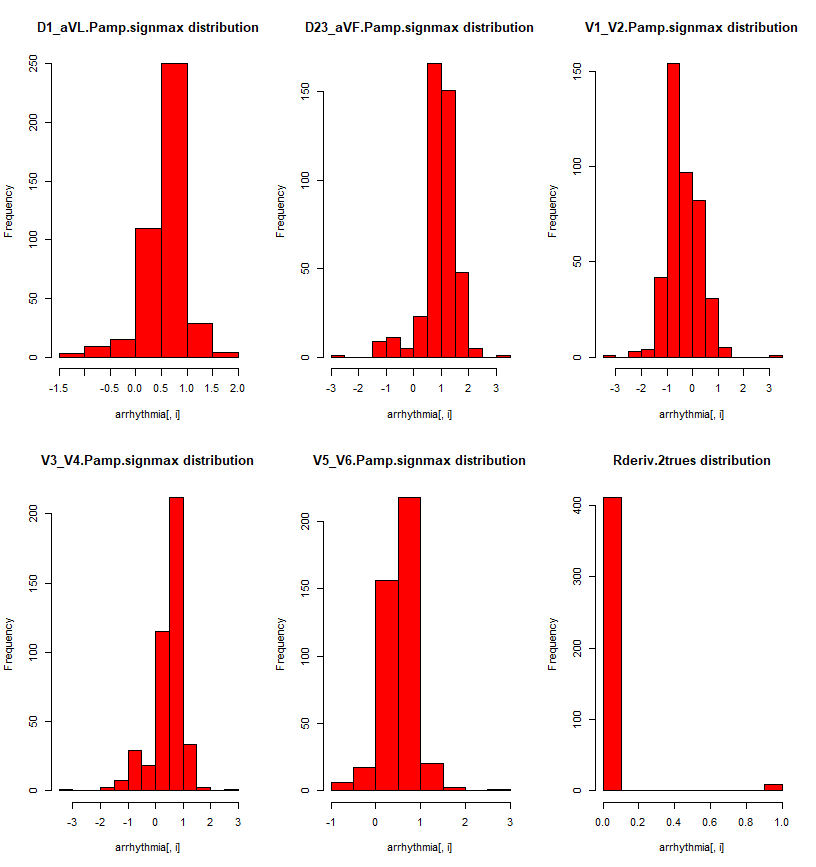 D1_aVL.Pamp.signmax distribution
Frequency
250
200
150
100
50
0
-1.5 -0.5 0.0 0.5 1.0 1.5 2.0
arrhythmia[, i]
D23_aVF.Pamp.signmax distribution
Frequency
150
100
50
0
-3 -2 -1 0 1 2 3
arrhythmia[, i]
V1_V2.Pamp.signmax distribution
Frequency
150
100
50
0
-3 -2 -1 0 1 2 3
arrhythmia[, i]
V3_V4.Pamp.signmax distribution
Frequency
200
150
100
50
0
-3 -2 -1 0 1 2 3
arrhythmia[, i]
V5_V6.Pamp.signmax distribution
Frequency
200
150
100
50
0
-1 0 1 2 3
arrhythmia[, i]
Rderiv.2trues distribution
Frequency
400
300
200
100
0
0.0 0.2 0.4 0.6 0.8 1.0
arrhythmia[, i]